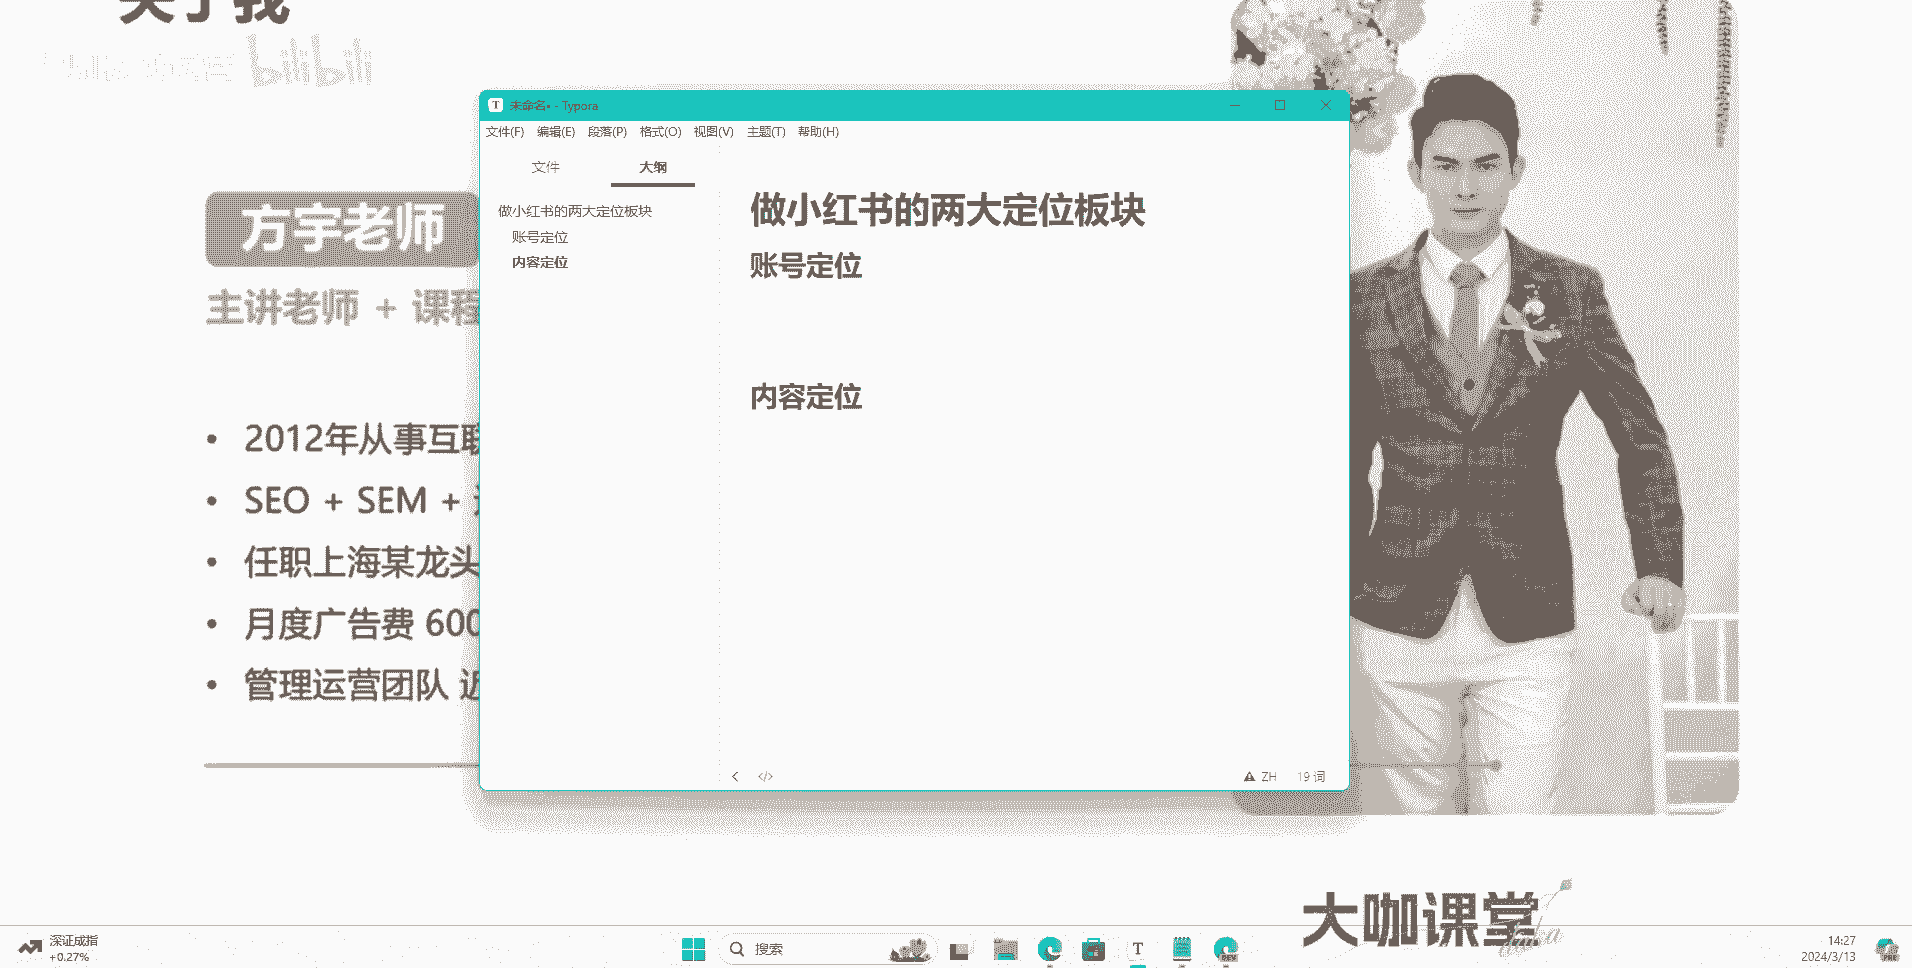 关于我
bilibili
未命名• - Typora
文件(F) 编辑(E) 段落(P) 格式(O) 视图(V) 主题(T) 帮助(H)
文件 大纲
做小红书的两大定位板块
账号定位
内容定位
做小红书的两大定位板块
账号定位
内容定位
ZH 19 词
方宇老师
主讲老师 + 课程
2012年从事互联
SEO + SEM +
任职上海某龙头
月度广告费 600
管理运营团队 近
大咖课堂
深证成指
+0.27%
搜索
14:27
2024/3/13